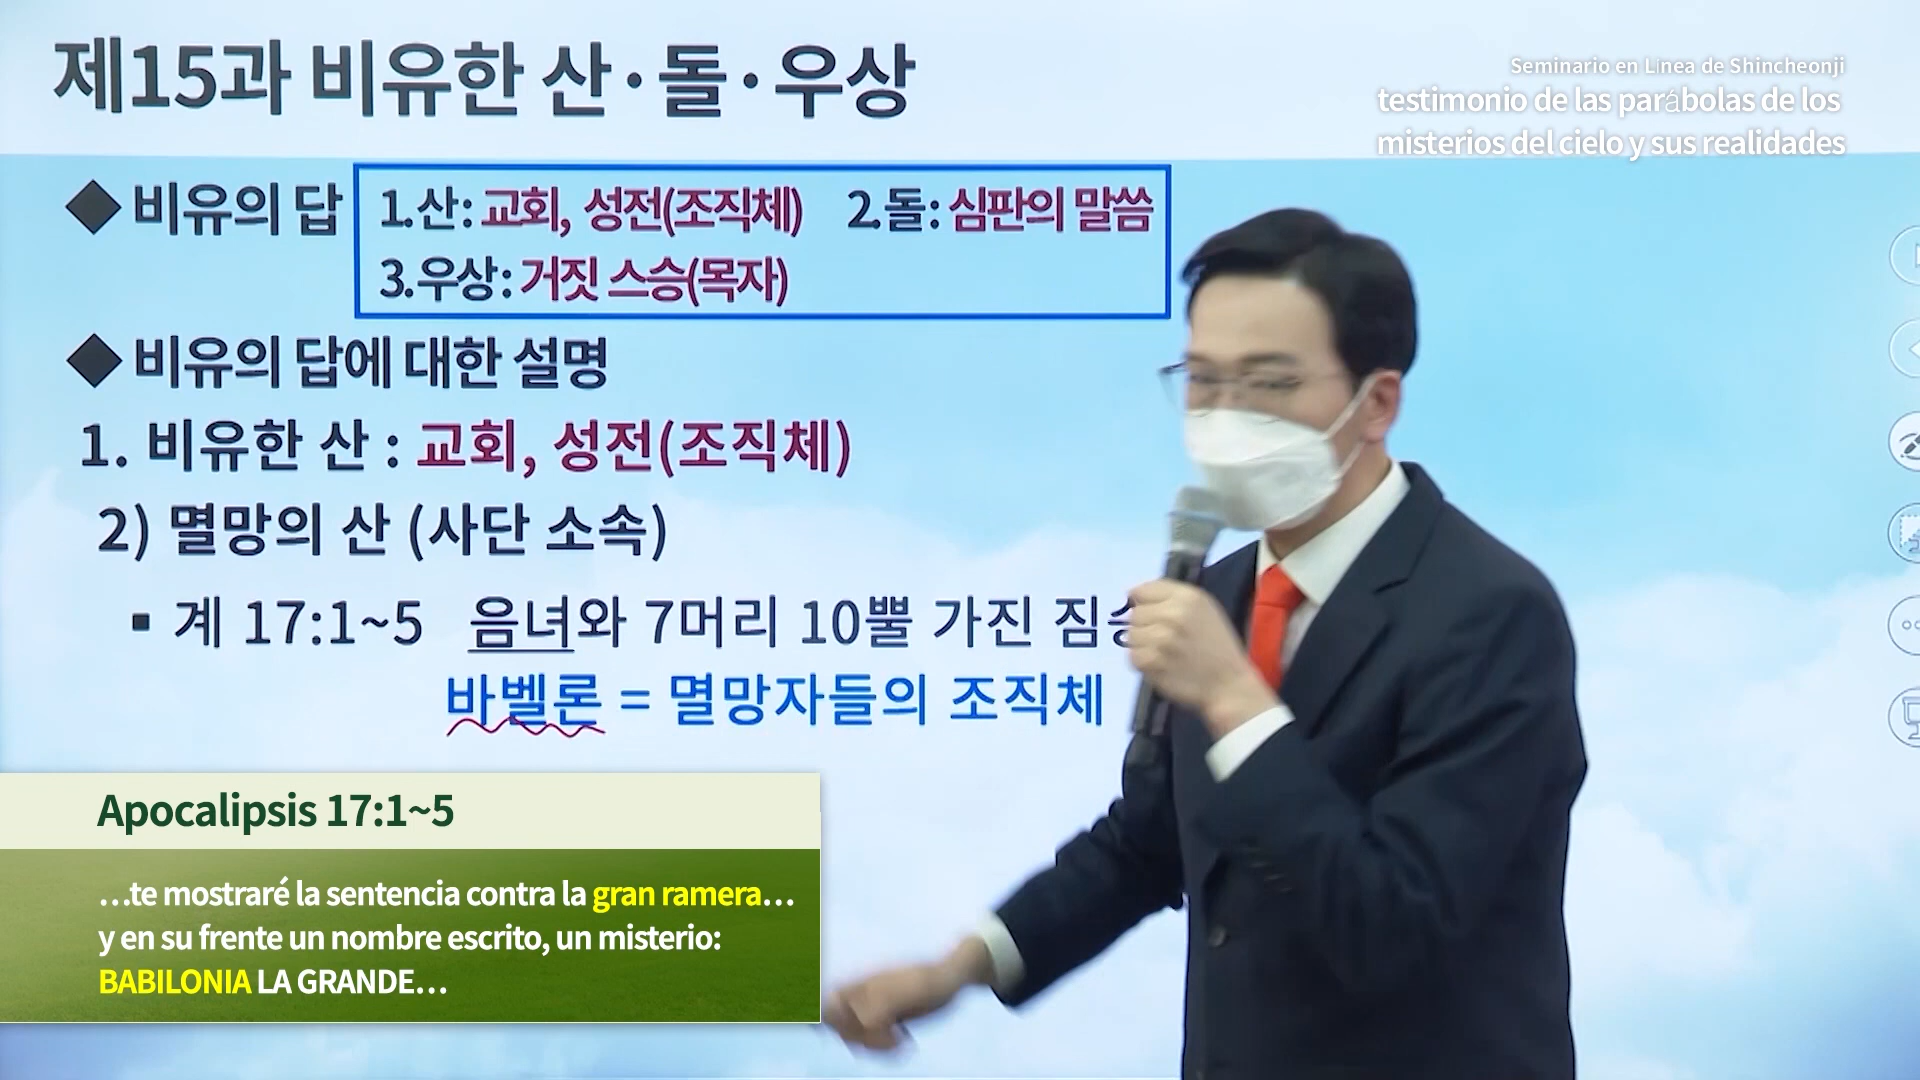 제15과 비유한 산·돌·우상
Seminario en Línea de Shincheonji
testimonio de las parábolas de los
misterios del cielo y sus realidades
◆ 비유의 답
1.산: 교회, 성전(조직체) 2.돌: 심판의 말씀
3.우상: 거짓 스승(목자)
◆ 비유의 답에 대한 설명
1. 비유한 산 : 교회, 성전(조직체)
2) 멸망의 산 (사단 소속)
▪ 계 17:1~5 음녀와 7머리 10뿔 가진
바벨론 = 멸망자들의 조직체
Apocalipsis 17:1~5
...te mostraré la sentencia contra la gran ramera...
y en su frente un nombre escrito, un misterio:
BABILONIA LA GRANDE...